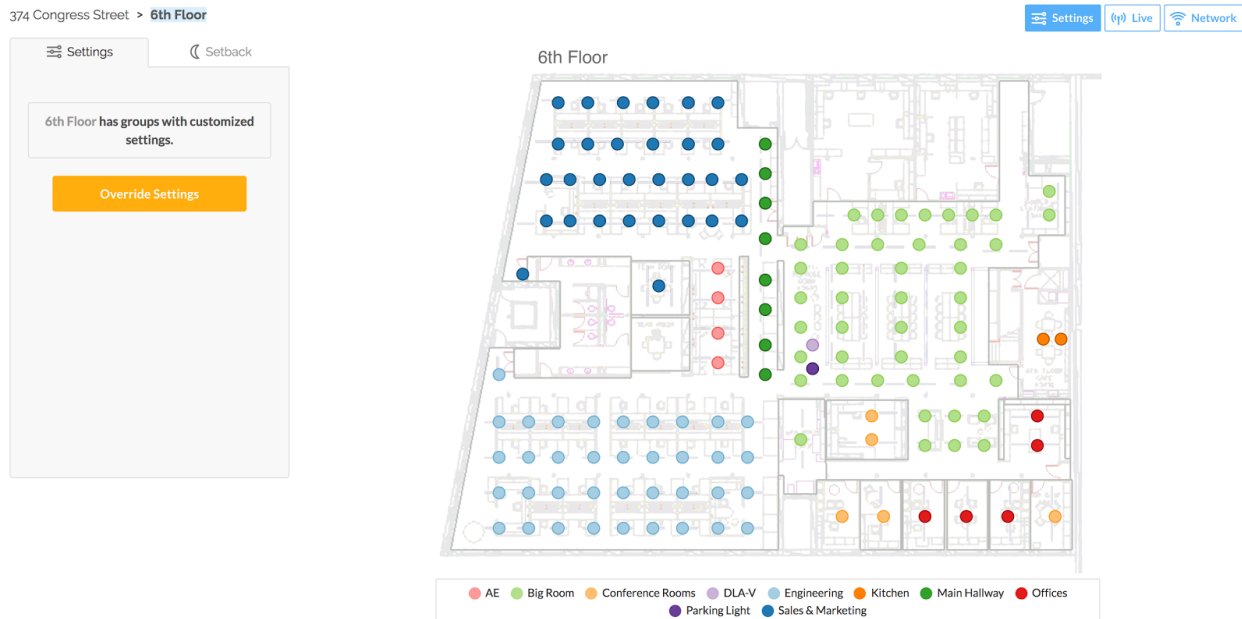 374 Congress Street > 6th Floor
Settings
Live
Network
Settings
Setback
6th Floor has groups with customized
settings.
Override Settings
6th Floor
AE
Big Room
Conference Rooms
DLA-V
Engineering
Kitchen
Main Hallway
Offices
Parking Light
Sales & Marketing